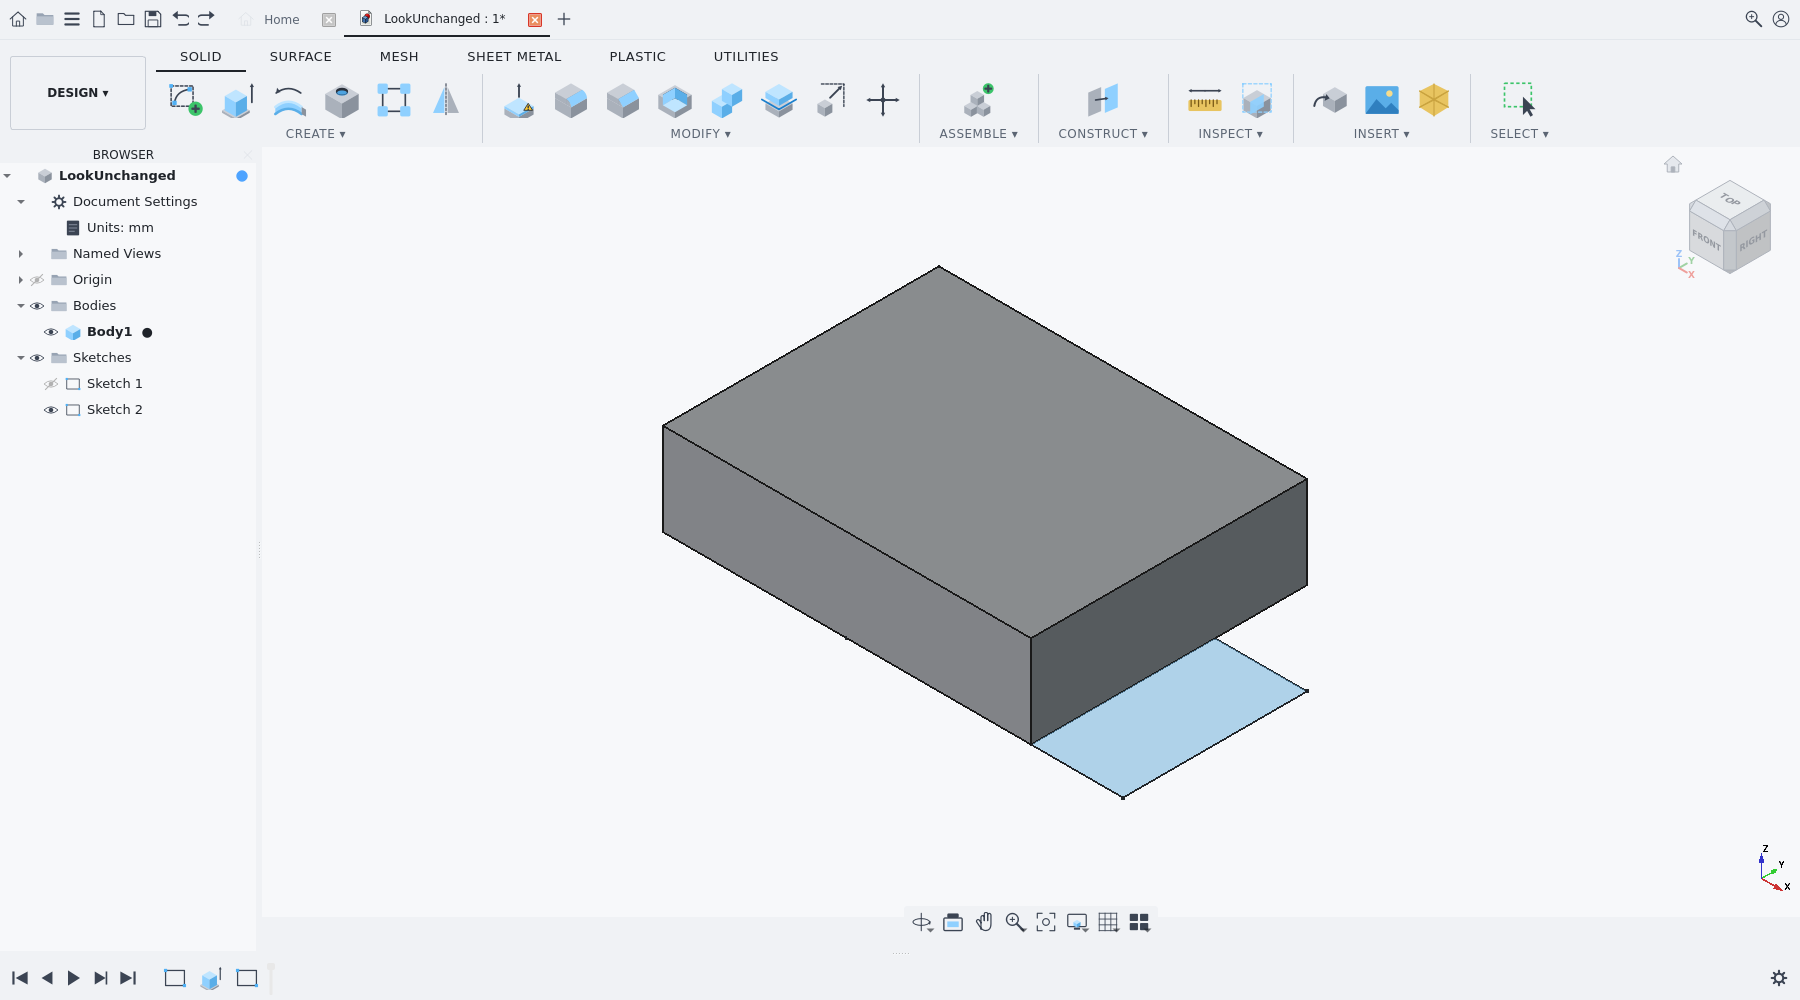 Home
LookUnchanged : 1*
DESIGN ▾
SOLID
SURFACE
MESH
SHEET METAL
PLASTIC
UTILITIES
CREATE ▾
MODIFY ▾
ASSEMBLE ▾
CONSTRUCT ▾
INSPECT ▾
INSERT ▾
SELECT ▾
BROWSER
LookUnchanged
Document Settings
Units: mm
Named Views
Origin
Bodies
Body1
Sketches
Sketch 1
Sketch 2
TOP
FRONT
RIGHT
Z
Y
X
Z
Y
X